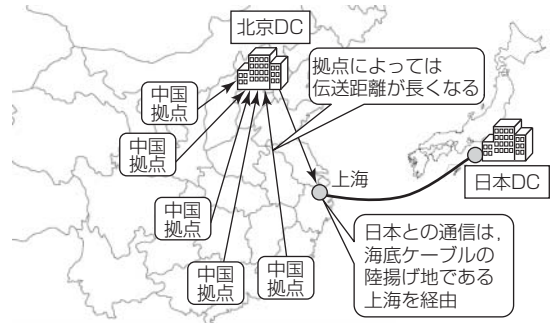 北京DC
拠点によっては
伝送距離が長くなる
中国
拠点
中国
拠点
中国
拠点
中国
拠点
中国
拠点
上海
日本DC
日本との通信は,
海底ケーブルの
陸揚げ地である
上海を経由